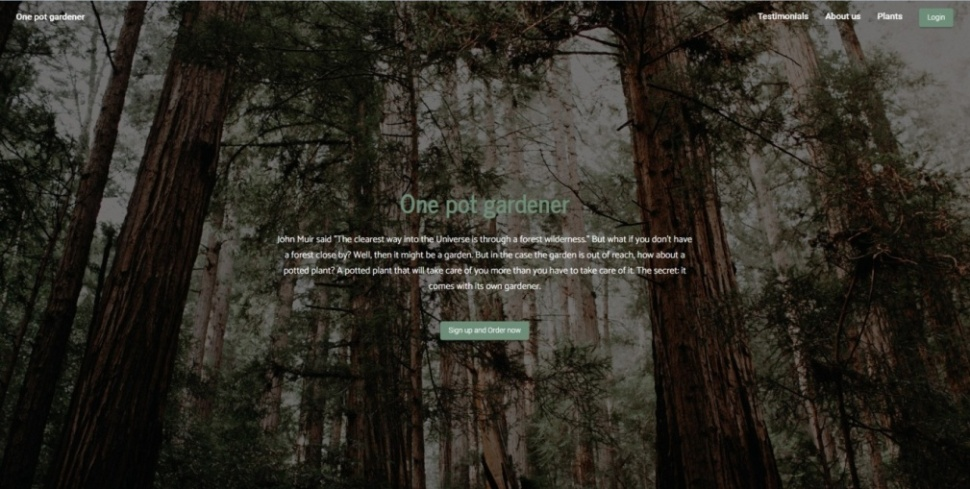 One pot gardener
Testimonials About us Plants Login
One pot gardener
John Muir said "The clearest way into the Universe is through a forest wilderness." But what if you don't have
a forest close by? Well, then it might be a garden. But in the case the garden is out of reach, how about a
potted plant? A potted plant that will take care of you more than you have to take care of it. The secret: it
comes with its own gardener.
Sign up and Order now